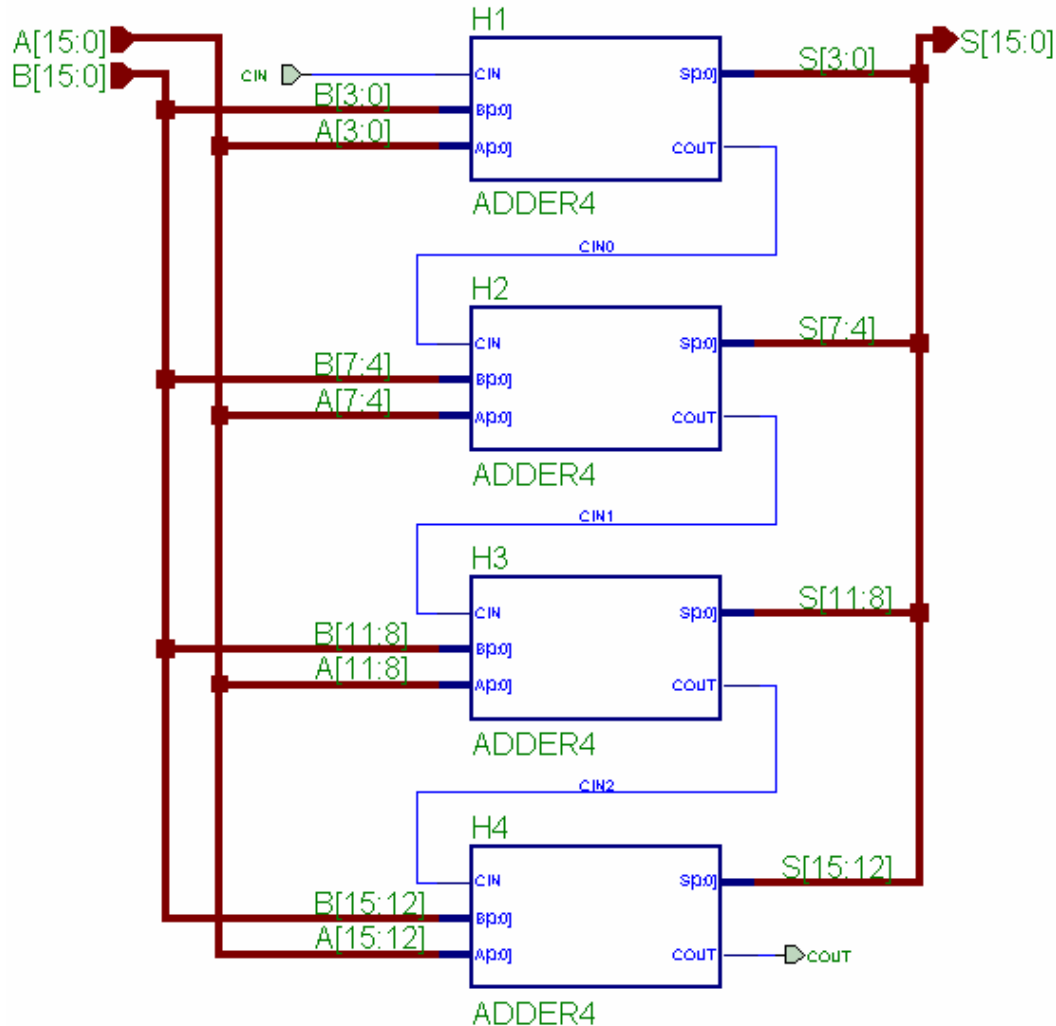 A[15:0]
B[15:0]
S[15:0]
H1
CIN
CIN
B[3:0]
B[3:0]
A[3:0]
A[3:0]
S[3:0]
S[3:0]
COUT
ADDER4
CIN0
H2
CIN
B[7:4]
B[3:0]
A[7:4]
A[3:0]
S[3:0]
S[7:4]
COUT
ADDER4
CIN1
H3
CIN
B[11:8]
B[3:0]
A[11:8]
A[3:0]
S[3:0]
S[11:8]
COUT
ADDER4
CIN2
H4
CIN
B[15:12]
B[3:0]
A[15:12]
A[3:0]
S[3:0]
S[15:12]
COUT
COUT
ADDER4